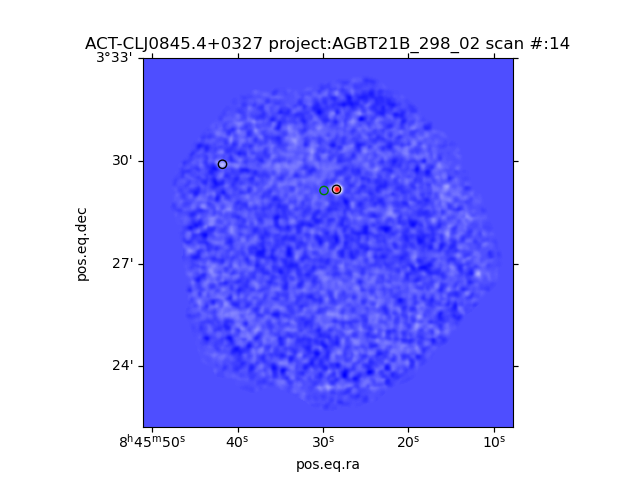 ACT-CLJ0845.4+0327 project:AGBT21B_298_02 scan #:14
3°33'
30'
27'
24'
pos.eq.dec
8ʰ45ᵐ50ˢ 40ˢ 30ˢ 20ˢ 10ˢ
pos.eq.ra